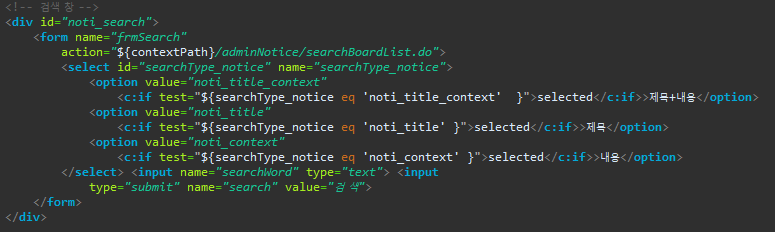 <!-- 검색 창 -->
<div id="noti_search">
<form name="frmSearch"
action="${contextPath}/adminNotice/searchBoardList.do">
<select id="searchType_notice" name="searchType_notice">
<option value="noti_title_context"
<c:if test="${searchType_notice eq 'noti_title_context'  }">selected</c:if>>제목+내용</option>
<option value="noti_title"
<c:if test="${searchType_notice eq 'noti_title' }">selected</c:if>>제목</option>
<option value="noti_context"
<c:if test="${searchType_notice eq 'noti_context' }">selected</c:if>>내용</option>
</select> <input name="searchWord" type="text"> <input
type="submit" name="search" value="검 색">
</form>
</div>